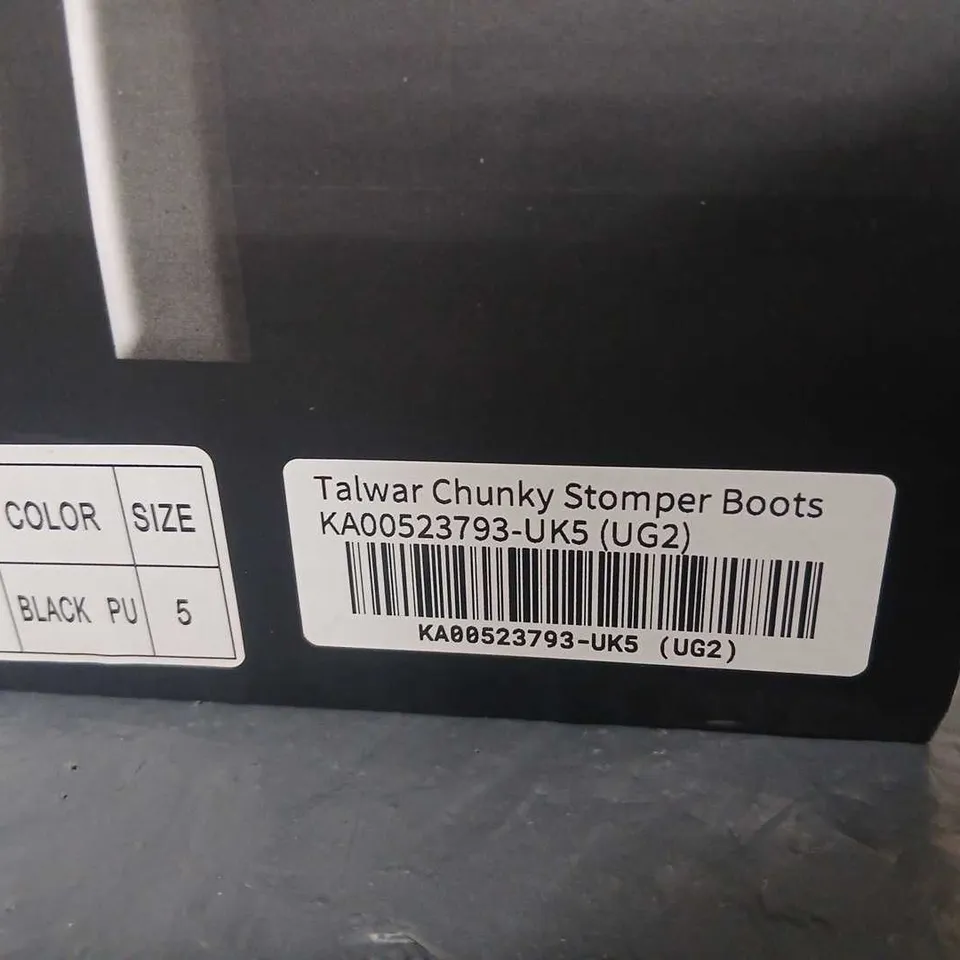 COLOR SIZE
BLACK PU 5
Talwar Chunky Stomper Boots
KA00523793-UK5 (UG2)
KA00523793-UK5 (UG2)